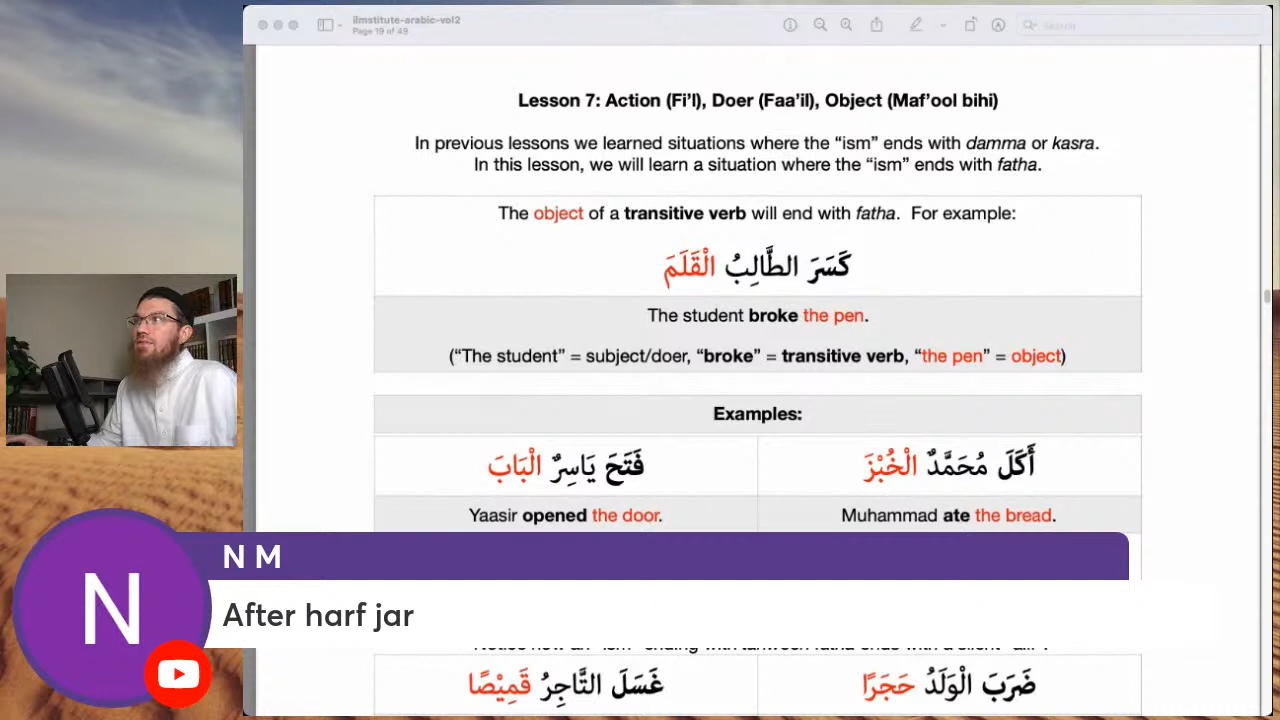 ilmstitute-arabic-vol2
Page 19 of 49
Search
Lesson 7: Action (Fi’l), Doer (Faa’il), Object (Maf’ool bihi)
In previous lessons we learned situations where the “ism” ends with damma or kasra.
In this lesson, we will learn a situation where the “ism” ends with fatha.
The object of a transitive verb will end with fatha. For example:
كَسَرَ الطَّالِبُ الْقَلَمَ
The student broke the pen.
(“The student” = subject/doer, “broke” = transitive verb, “the pen” = object)
Examples:
أَكَلَ مُحَمَّدٌ الْخُبْزَ
فَتَحَ يَاسِرٌ الْبَابَ
Muhammad ate the bread.
Yaasir opened the door.
N M
N
After harf jar
ضَرَبَ الْوَلَدُ حَجَرًا
غَسَلَ التَّاجِرُ قَمِيْصًا